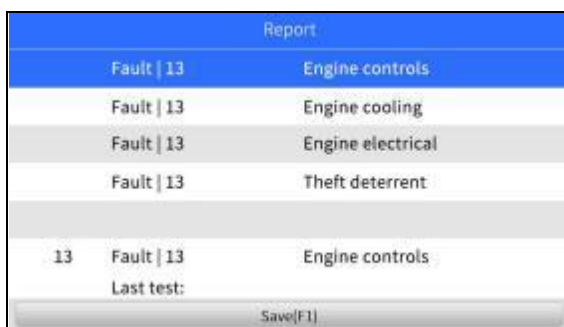 Report
Fault | 13 Engine controls
Fault | 13 Engine cooling
Fault | 13 Engine electrical
Fault | 13 Theft deterrent
13 Fault | 13 Engine controls
Last test:
Save(F1)